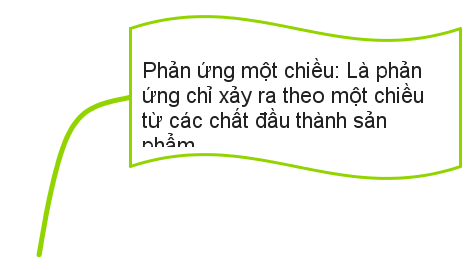 Phản ứng một chiều: Là phản
ứng chỉ xảy ra theo một chiều
từ các chất đầu thành sản
phẩm